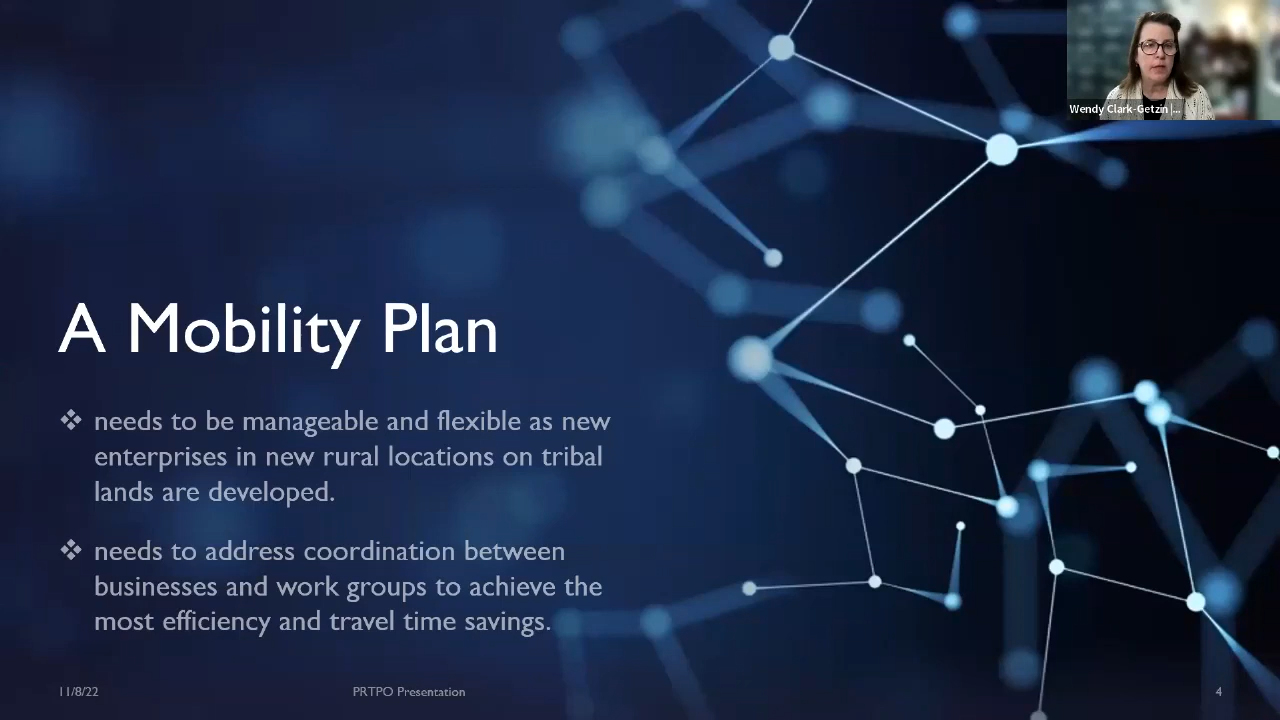 Wendy Clark-Getzin |...
A Mobility Plan
❖ needs to be manageable and flexible as new
enterprises in new rural locations on tribal
lands are developed.
❖ needs to address coordination between
businesses and work groups to achieve the
most efficiency and travel time savings.
11/8/22
PRTPO Presentation
4